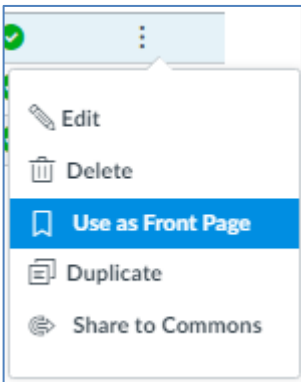 Edit
Delete
Use as Front Page
Duplicate
Share to Commons